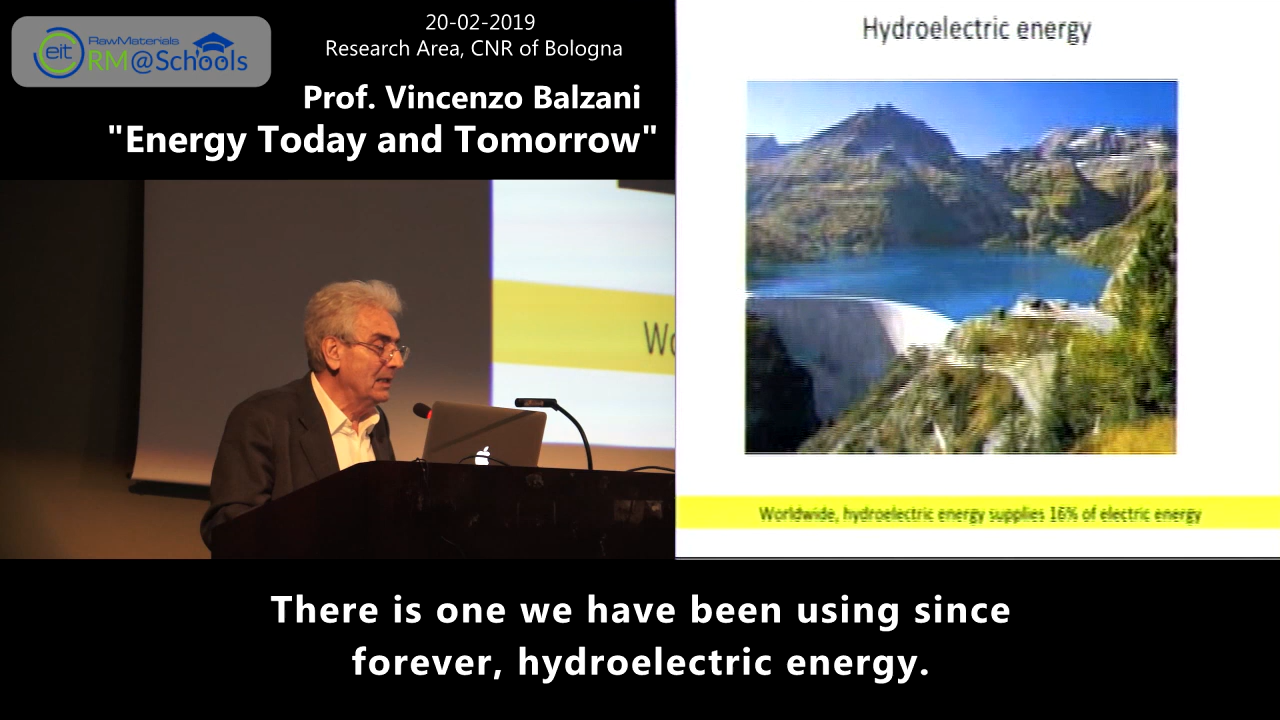 eit RawMaterials
RM@Schools
20-02-2019
Research Area, CNR of Bologna
Prof. Vincenzo Balzani
"Energy Today and Tomorrow"
Hydroelectric energy
Wo
Worldwide, hydroelectric energy supplies 16% of electric energy
There is one we have been using since
forever, hydroelectric energy.